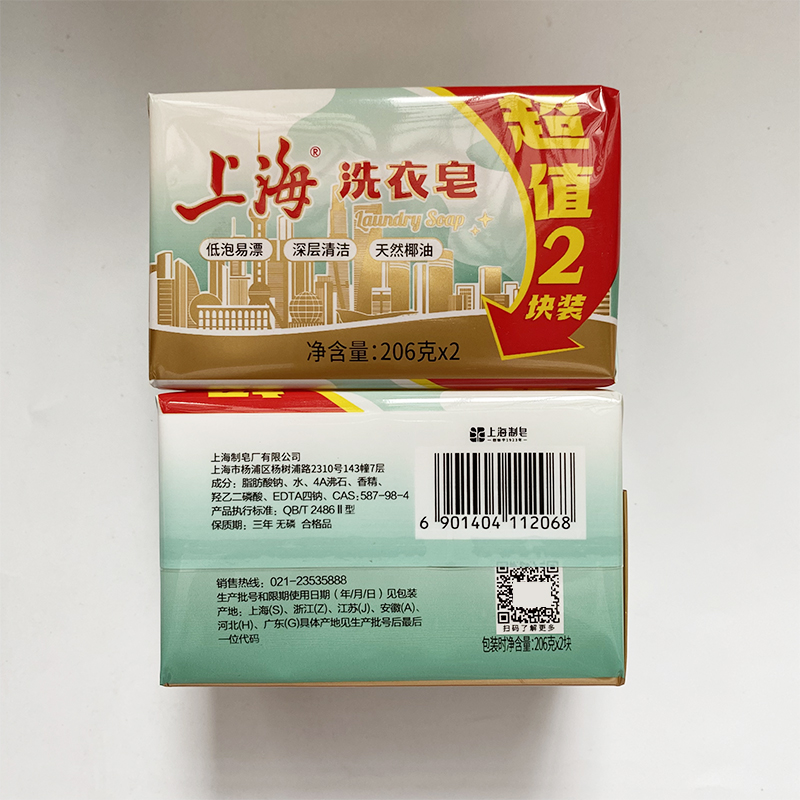 上海® 洗衣皂
Laundry Soap
低泡易漂 深层清洁 天然椰油
超值2块装
净含量:206克x2
上海制皂
上海制皂厂有限公司
上海市杨浦区杨树浦路2310号143幢7层
成分：脂肪酸钠、水、4A沸石、香精、
羟乙二磷酸、EDTA四钠、CAS:587-98-4
产品执行标准：QB/T 2486 Ⅱ型
保质期：三年 无磷 合格品
6 901404 112068
销售热线：021-23535888
生产批号和限期使用日期（年/月/日）见包装
产地：上海(S)、浙江(Z)、江苏(J)、安徽(A)、
河北(H)、广东(G)具体产地见生产批号后最后
一位代码
扫码了解更多
包装时净含量:206克x2块